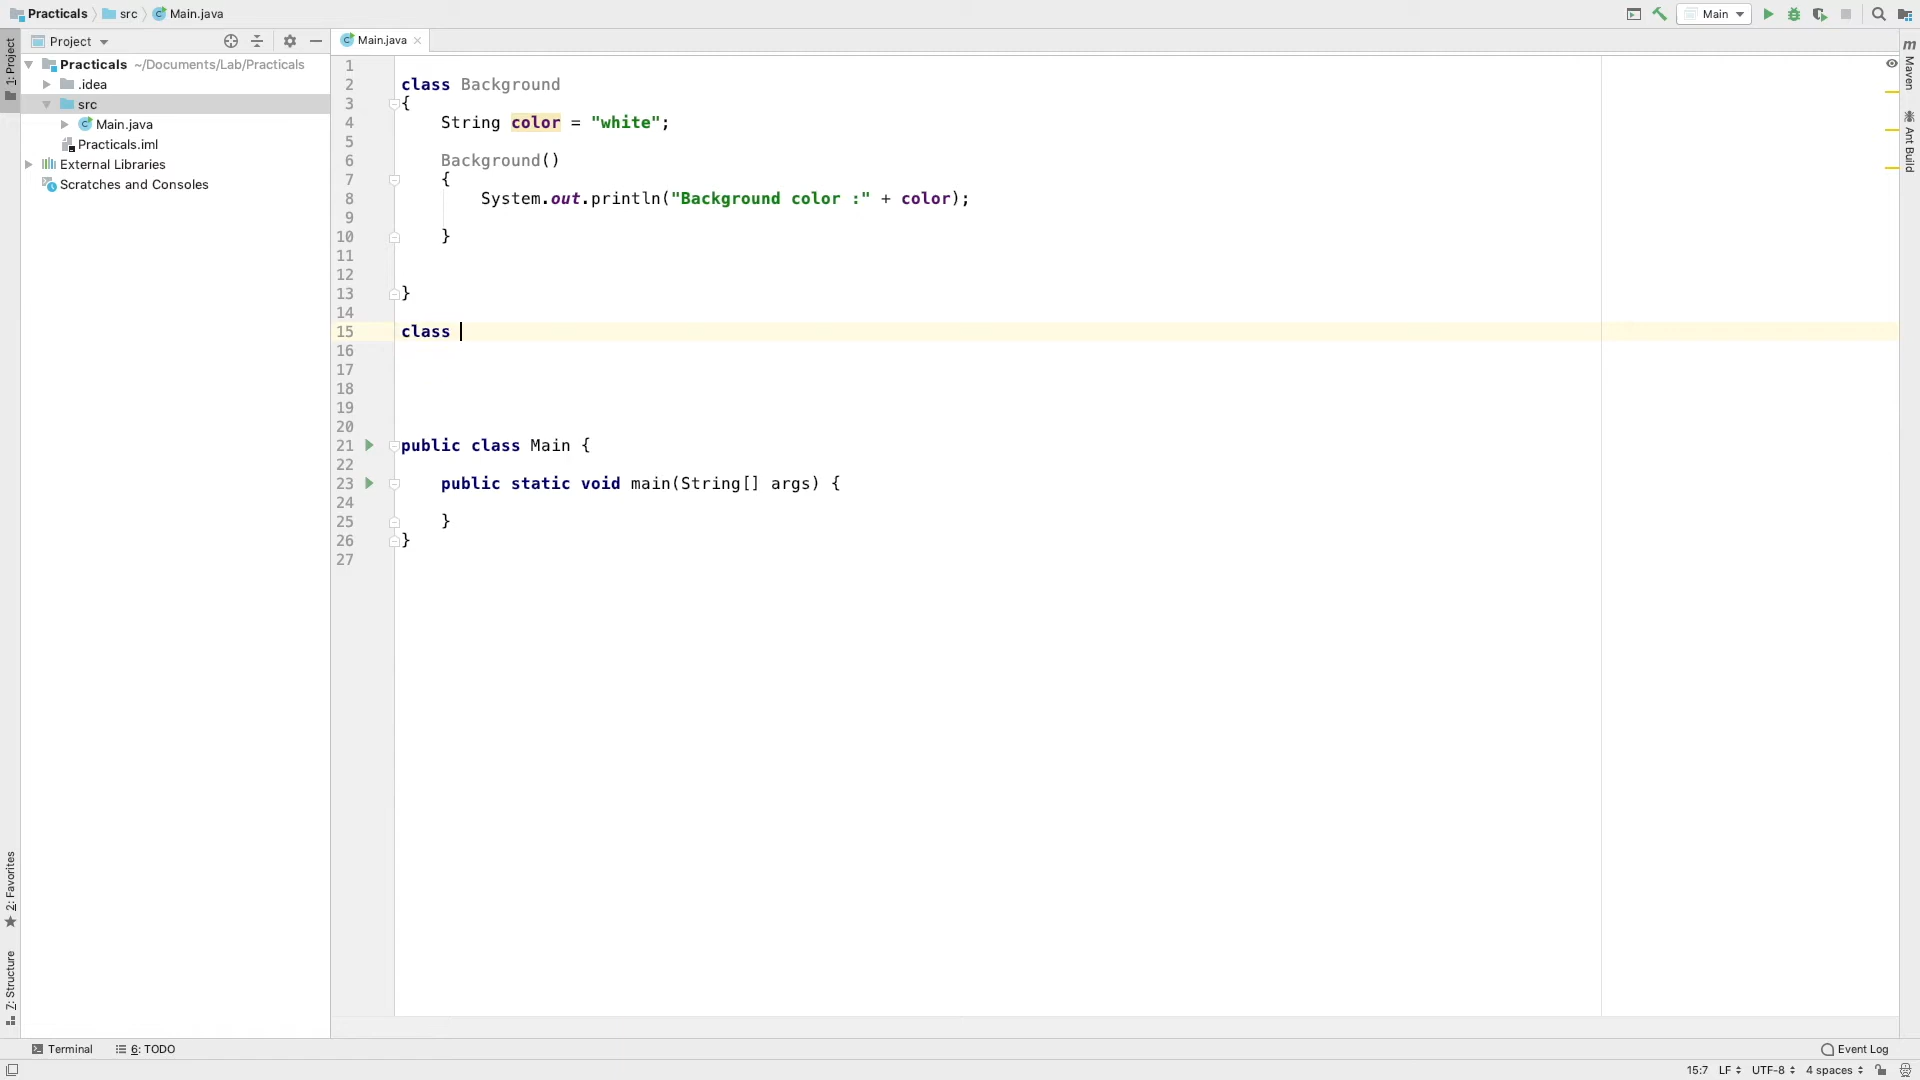 Practicals src Main.java Main
1: Project
Project
Main.java
Practicals ~/Documents/Lab/Practicals
.idea
src
Main.java
Practicals.iml
External Libraries
Scratches and Consoles
1
2 class Background
3 {
4 String color = "white";
5
6 Background()
7 {
8 System.out.println("Background color :" + color);
9
10 }
11
12
13 }
14
15 class
16
17
18
19
20
21 public class Main {
22
23 public static void main(String[] args) {
24
25 }
26 }
27
m Maven
Ant Build
2: Favorites
7: Structure
Terminal 6: TODO Event Log
15:7 LF UTF-8 4 spaces